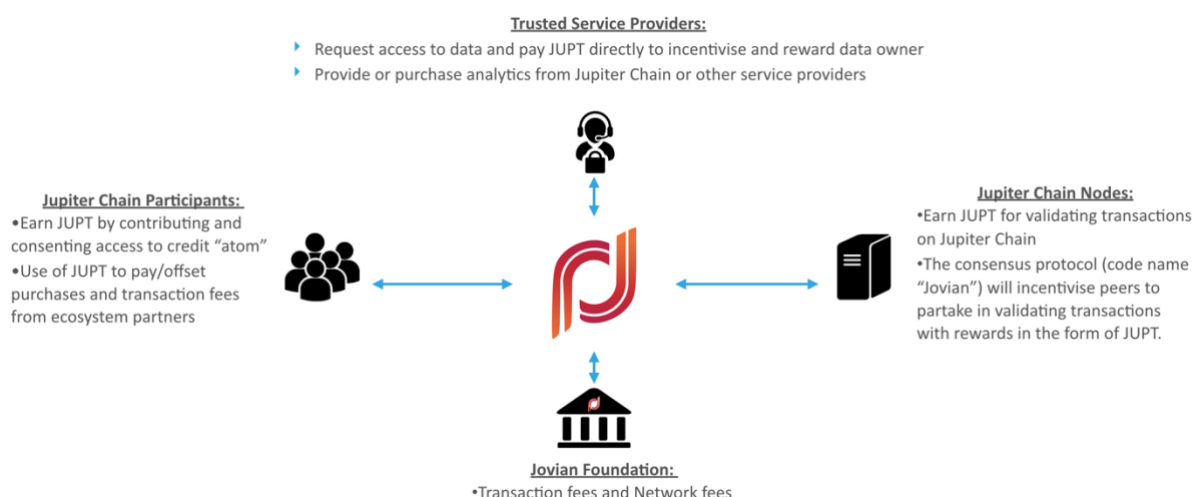 Trusted Service Providers:
Request access to data and pay JUPT directly to incentivise and reward data owner
Provide or purchase analytics from Jupiter Chain or other service providers
Jupiter Chain Participants:
•Earn JUPT by contributing and
consenting access to credit “atom”
•Use of JUPT to pay/offset
purchases and transaction fees
from ecosystem partners
Jupiter Chain Nodes:
•Earn JUPT for validating transactions
on Jupiter Chain
•The consensus protocol (code name
“Jovian”) will incentivise peers to
partake in validating transactions
with rewards in the form of JUPT.
Jovian Foundation:
•Transaction fees and Network fees